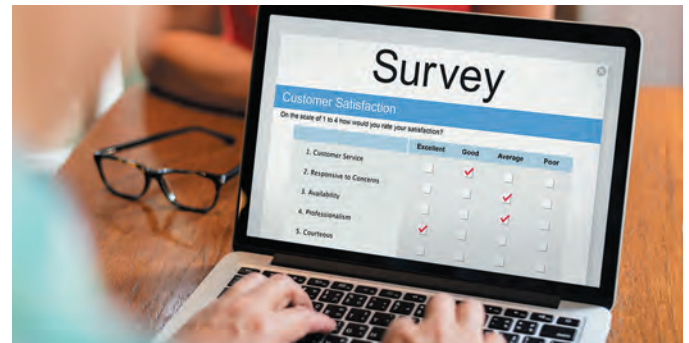 Survey
Customer Satisfaction
On the scale of 1 to 4 how would you rate your satisfaction?
Excellent Good Average Poor
1. Customer Service
2. Responsive to Concerns
3. Availability
4. Professionalism
5. Courteous